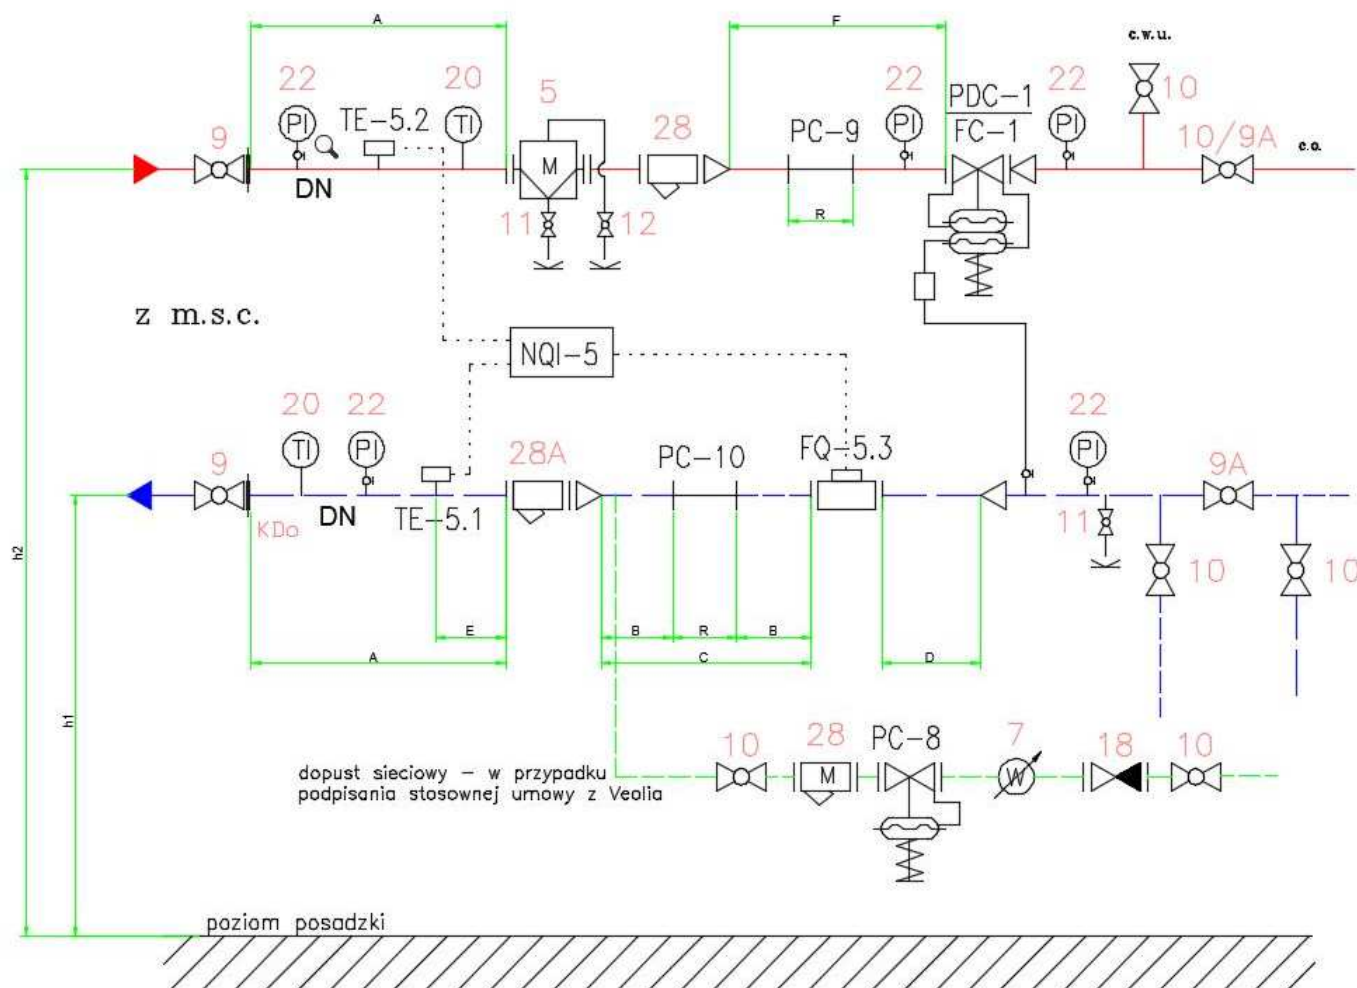 A
F
c.w.u.
22
20
5
22
PDC-1
22
10
9
PI
TE-5.2
TI
28
PC-9
PI
FC-1
PI
10/9A
c.o.
M
DN
R
11
12
z m.s.c.
NQI-5
20
22
22
9
TI
PI
28A
PC-10
FQ-5.3
PI
9A
KDo
DN
TE-5.1
11
10
10
h2
E
B
R
B
A
C
D
h1
10
28
PC-8
7
18
10
dopust sieciowy – w przypadku
podpisania stosownej umowy z Veolia
M
W
poziom posadzki